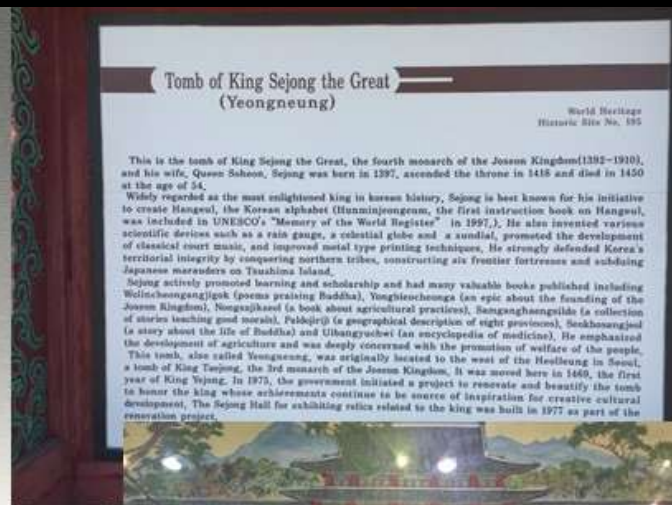 Tomb of King Sejong the Great
(Yeongneung)
World Heritage
Historic Site No. 195
This is the tomb of King Sejong the Great, the fourth monarch of the Joseon Kingdom(1392-1910),
and his wife, Queen Soheon. Sejong was born in 1397, ascended the throne in 1418 and died in 1450
at the age of 54.
Widely regarded as the most enlightened king in korean history, Sejong is best known for his initiative
to create Hangeul, the Korean alphabet (Hunminjeongeum, the first instruction book on Hangeul,
was included in UNESCO's "Memory of the World Register" in 1997.). He also invented various
scientific devices such as a rain gauge, a celestial globe and a sundial, promoted the development
of classical court music, and improved metal type printing techniques. He strongly defended Korea's
territorial integrity by conquering northern tribes, constructing six frontier fortresses and subduing
Japanese marauders on Tsushima Island.
Sejong actively promoted learning and scholarship and had many valuable books published including
Wolincheongangjigok (poems praising Buddha), Yongbieocheonga (an epic about the founding of the
Joseon Kingdom), Nongsajikseol (a book about agricultural practices), Samganghaengsildo (a collection
of stories teaching good morals), Paldojiriji (a geographical description of eight provinces), Seokbosangjeol
(a story about the life of Buddha) and Uibangyuchwi (an encyclopedia of medicine). He emphasized
the development of agriculture and was deeply concerned with the promotion of welfare of the people.
This tomb, also called Yeongneung, was originally located to the west of the Heolleung in Seoul,
a tomb of King Taejong, the 3rd monarch of the Joseon Kingdom. It was moved here in 1469, the first
year of King Yejong. In 1975, the government initiated a project to renovate and beautify the tomb
to honor the king whose achievements continue to be source of inspiration for creative cultural
development. The Sejong Hall for exhibiting relics related to the king was built in 1977 as part of the
renovation project.